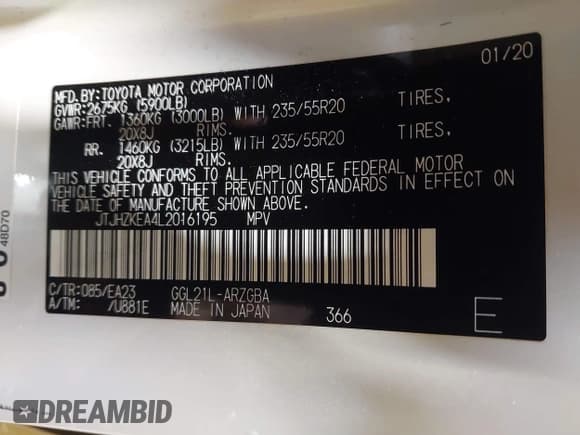 01/20
MFD.BY:TOYOTA MOTOR CORPORATION
GVWR:2675KG (5900LB)
GAWR:FRT. 1360KG (3000LB) WITH 235/55R20 TIRES,
20X8J RIMS.
RR. 1460KG (3215LB) WITH 235/55R20 TIRES,
20X8J RIMS.
THIS VEHICLE CONFORMS TO ALL APPLICABLE FEDERAL MOTOR
VEHICLE SAFETY AND THEFT PREVENTION STANDARDS IN EFFECT ON
THE DATE OF MANUFACTURE SHOWN ABOVE.
JTJHZKEA4L2016195 MPV
C/TR:085/EA23 GGL21L-ARZGBA
A/TM: /U881E MADE IN JAPAN 366 E
48D70
DREAMBID